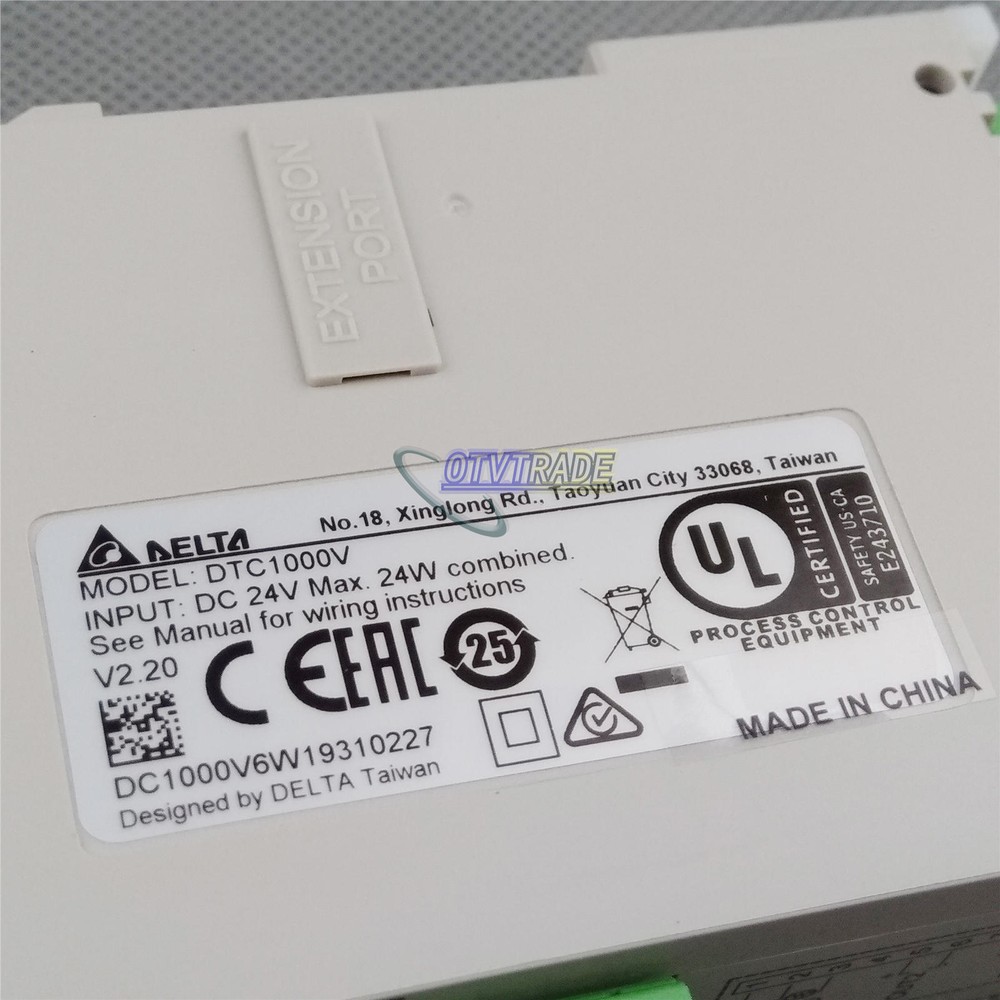 EXTENSION
PORT
OTVTRADE
DELTA
No.18, Xinglong Rd., Taoyuan City 33068, Taiwan
MODEL: DTC1000V
INPUT: DC 24V Max. 24W combined.
See Manual for wiring instructions
V2.20
CE
EAC
25
UL
CERTIFIED
SAFETY US-CA
E243710
PROCESS CONTROL
EQUIPMENT
MADE IN CHINA
DC1000V6W19310227
Designed by DELTA Taiwan